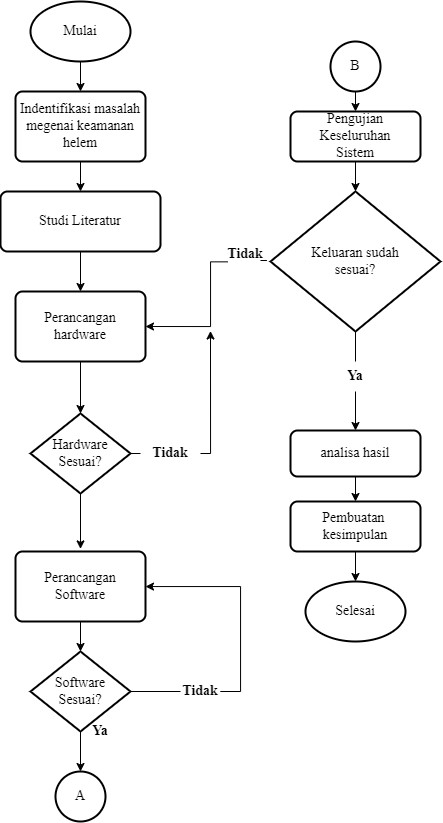 Mulai
Indentifikasi masalah
megenai keamanan
helem
Studi Literatur
Perancangan
hardware
Hardware
Sesuai?
Tidak
Perancangan
Software
Software
Sesuai?
Tidak
Ya
A
B
Pengujian
Keseluruhan
Sistem
Keluaran sudah
sesuai?
Tidak
Ya
analisa hasil
Pembuatan
kesimpulan
Selesai